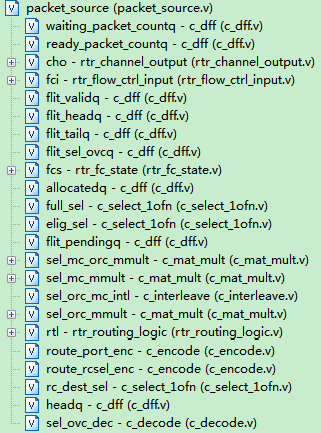 packet_source (packet_source.v)
waiting_packet_countq - c_dff (c_dff.v)
ready_packet_countq - c_dff (c_dff.v)
cho - rtr_channel_output (rtr_channel_output.v)
fci - rtr_flow_ctrl_input (rtr_flow_ctrl_input.v)
flit_validq - c_dff (c_dff.v)
flit_headq - c_dff (c_dff.v)
flit_tailq - c_dff (c_dff.v)
flit_sel_ovcq - c_dff (c_dff.v)
fcs - rtr_fc_state (rtr_fc_state.v)
allocatedq - c_dff (c_dff.v)
full_sel - c_select_1ofn (c_select_1ofn.v)
elig_sel - c_select_1ofn (c_select_1ofn.v)
flit_pendingq - c_dff (c_dff.v)
sel_mc_orc_mmult - c_mat_mult (c_mat_mult.v)
sel_mc_mmult - c_mat_mult (c_mat_mult.v)
sel_orc_mc_intl - c_interleave (c_interleave.v)
sel_orc_mmult - c_mat_mult (c_mat_mult.v)
rtl - rtr_routing_logic (rtr_routing_logic.v)
route_port_enc - c_encode (c_encode.v)
route_rcsel_enc - c_encode (c_encode.v)
rc_dest_sel - c_select_1ofn (c_select_1ofn.v)
headq - c_dff (c_dff.v)
sel_ovc_dec - c_decode (c_decode.v)